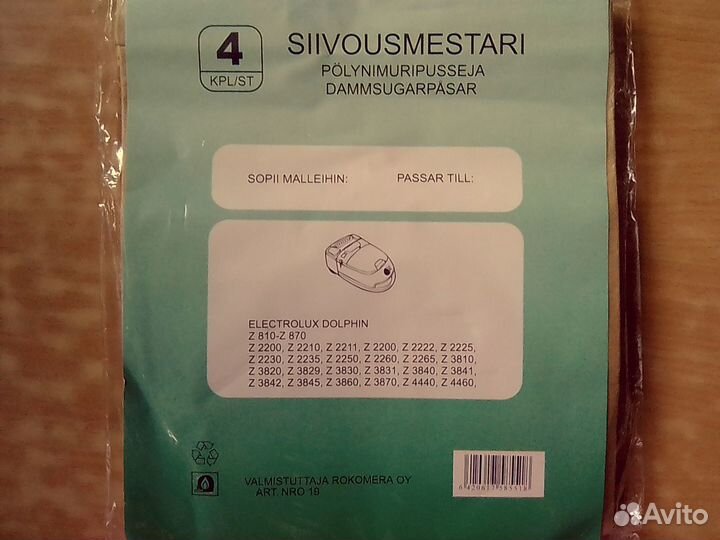 4
KPL/ST
SIIVOUSMESTARI
PÖLYNIMURIPUSSEJA
DAMMSUGARPÅSAR
SOPII MALLEIHIN: PASSAR TILL:
ELECTROLUX DOLPHIN
Z 810-Z 870
Z 2200, Z 2210, Z 2211, Z 2200, Z 2222, Z 2225,
Z 2230, Z 2235, Z 2250, Z 2260, Z 2265, Z 3810,
Z 3820, Z 3829, Z 3830, Z 3831, Z 3840, Z 3841,
Z 3842, Z 3845, Z 3860, Z 3870, Z 4440, Z 4460,
VALMISTUTTAJA ROKOMERA OY
ART. NRO 19
Avito